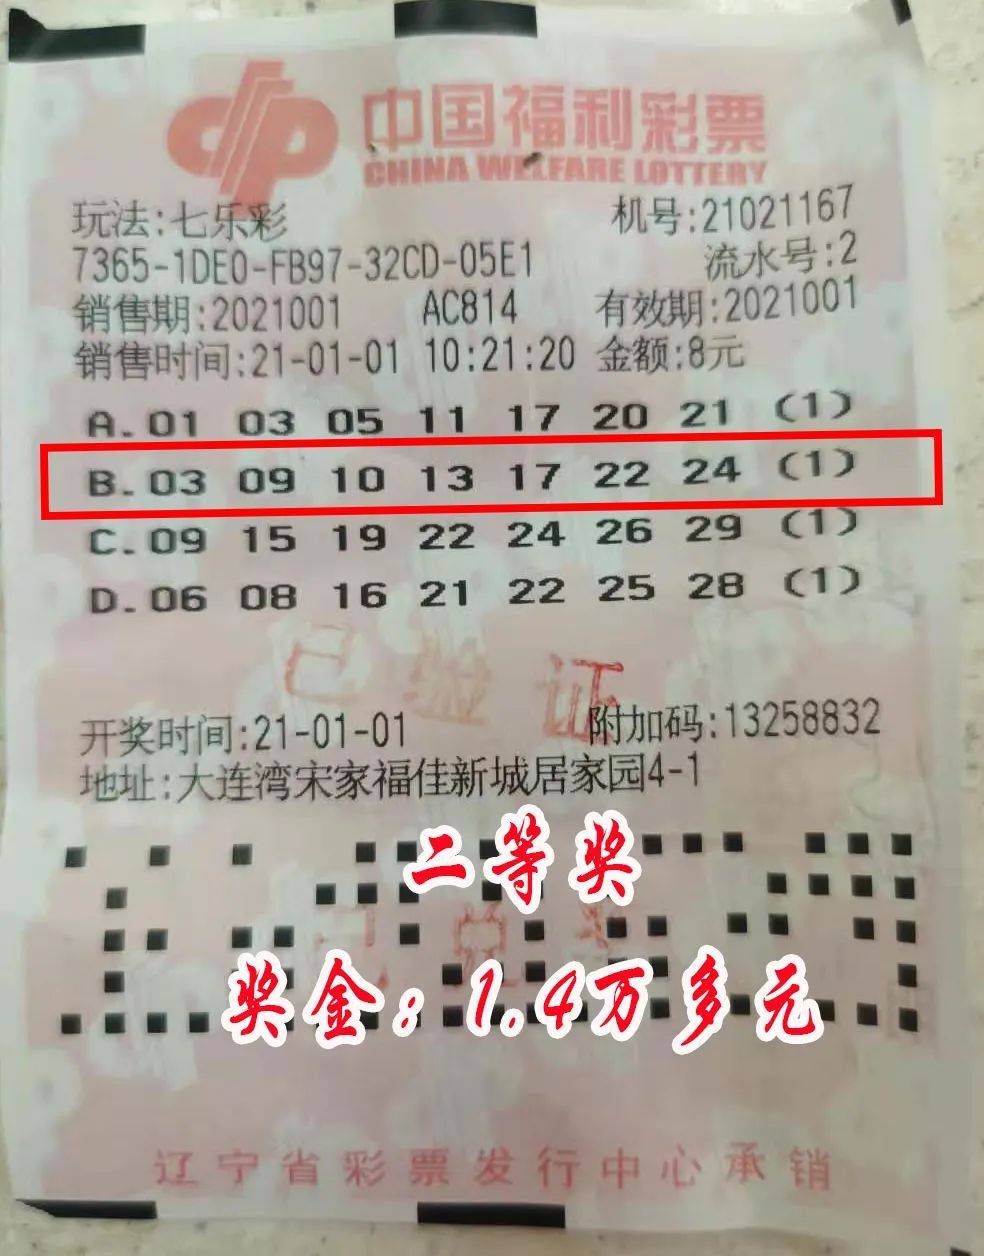 中国福利彩票
CHINA WELFARE LOTTERY
玩法:七乐彩 机号:21021167
7365-1DE0-FB97-32CD-05E1 流水号:2
销售期:2021001 AC814 有效期:2021001
销售时间:21-01-01 10:21:20 金额:8元
A.01 03 05 11 17 20 21 (1)
B.03 09 10 13 17 22 24 (1)
C.09 15 19 22 24 26 29 (1)
D.06 08 16 21 22 25 28 (1)
已验证
开奖时间:21-01-01 附加码:13258832
地址:大连湾宋家福佳新城居家园4-1
二等奖
奖金:1.4万多元
辽宁省彩票发行中心承销